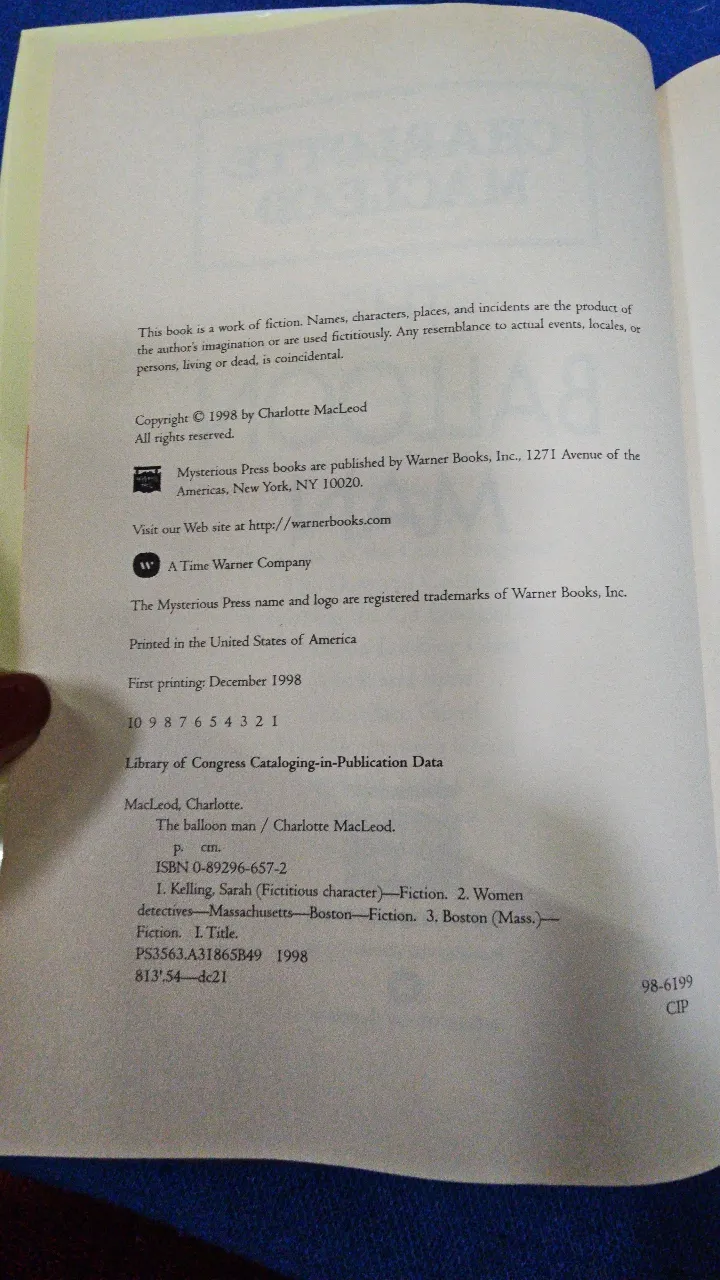 This book is a work of fiction. Names, characters, places, and incidents are the product of
the author's imagination or are used fictitiously. Any resemblance to actual events, locales, or
persons, living or dead, is coincidental.
Copyright © 1998 by Charlotte MacLeod
All rights reserved.
Mysterious Press books are published by Warner Books, Inc., 1271 Avenue of the
Americas, New York, NY 10020.
Visit our Web site at http://warnerbooks.com
W A Time Warner Company
The Mysterious Press name and logo are registered trademarks of Warner Books, Inc.
Printed in the United States of America
First printing: December 1998
10 9 8 7 6 5 4 3 2 1
Library of Congress Cataloging-in-Publication Data
MacLeod, Charlotte.
The balloon man / Charlotte MacLeod.
p. cm.
ISBN 0-89296-657-2
1. Kelling, Sarah (Fictitious character)—Fiction. 2. Women
detectives—Massachusetts—Boston—Fiction. 3. Boston (Mass.)—
Fiction. I. Title.
PS3563.A31865B49 1998
813'.54—dc21
98-6199
CIP